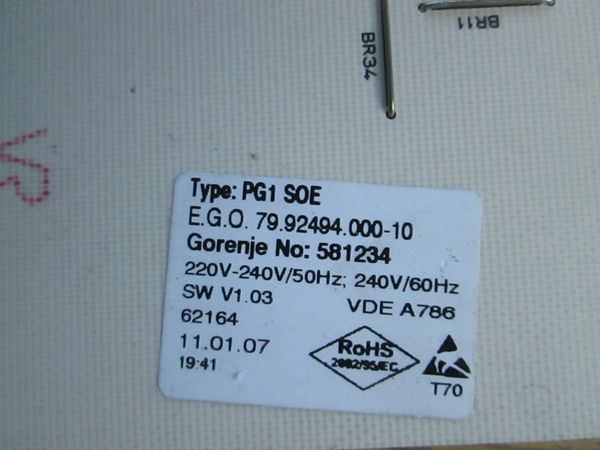 BR11
BR34
Type: PG1 SOE
E.G.O. 79.92494.000-10
Gorenje No: 581234
220V-240V/50Hz; 240V/60Hz
SW V1.03
VDE A786
62164
11.01.07
19:41
RoHS
2002/95/EC
T70